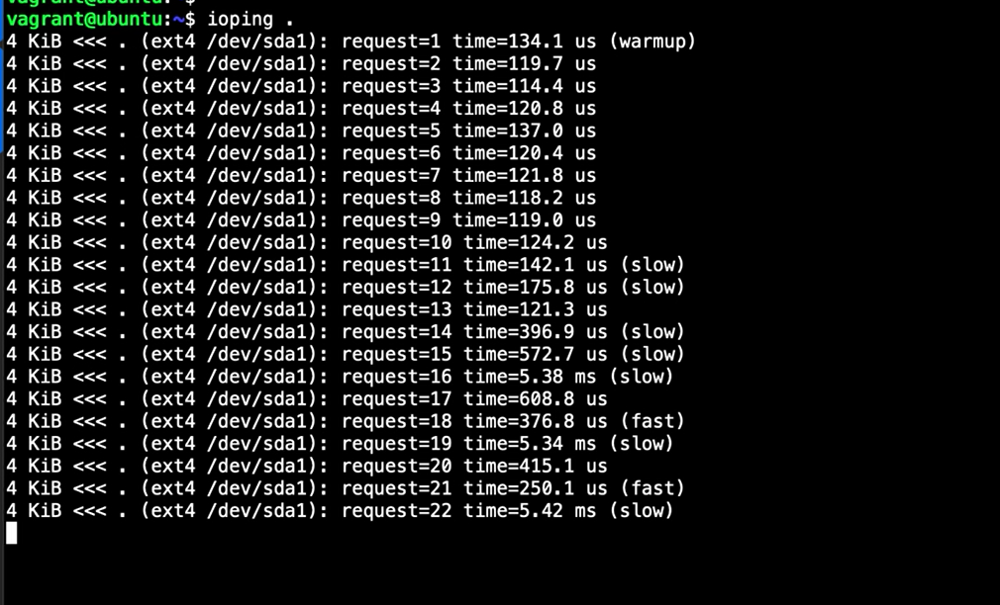 vagrant@ubuntu:~$
vagrant@ubuntu:~$ ioping .
4 KiB <<< . (ext4 /dev/sda1): request=1 time=134.1 us (warmup)
4 KiB <<< . (ext4 /dev/sda1): request=2 time=119.7 us
4 KiB <<< . (ext4 /dev/sda1): request=3 time=114.4 us
4 KiB <<< . (ext4 /dev/sda1): request=4 time=120.8 us
4 KiB <<< . (ext4 /dev/sda1): request=5 time=137.0 us
4 KiB <<< . (ext4 /dev/sda1): request=6 time=120.4 us
4 KiB <<< . (ext4 /dev/sda1): request=7 time=121.8 us
4 KiB <<< . (ext4 /dev/sda1): request=8 time=118.2 us
4 KiB <<< . (ext4 /dev/sda1): request=9 time=119.0 us
4 KiB <<< . (ext4 /dev/sda1): request=10 time=124.2 us
4 KiB <<< . (ext4 /dev/sda1): request=11 time=142.1 us (slow)
4 KiB <<< . (ext4 /dev/sda1): request=12 time=175.8 us (slow)
4 KiB <<< . (ext4 /dev/sda1): request=13 time=121.3 us
4 KiB <<< . (ext4 /dev/sda1): request=14 time=396.9 us (slow)
4 KiB <<< . (ext4 /dev/sda1): request=15 time=572.7 us (slow)
4 KiB <<< . (ext4 /dev/sda1): request=16 time=5.38 ms (slow)
4 KiB <<< . (ext4 /dev/sda1): request=17 time=608.8 us
4 KiB <<< . (ext4 /dev/sda1): request=18 time=376.8 us (fast)
4 KiB <<< . (ext4 /dev/sda1): request=19 time=5.34 ms (slow)
4 KiB <<< . (ext4 /dev/sda1): request=20 time=415.1 us
4 KiB <<< . (ext4 /dev/sda1): request=21 time=250.1 us (fast)
4 KiB <<< . (ext4 /dev/sda1): request=22 time=5.42 ms (slow)